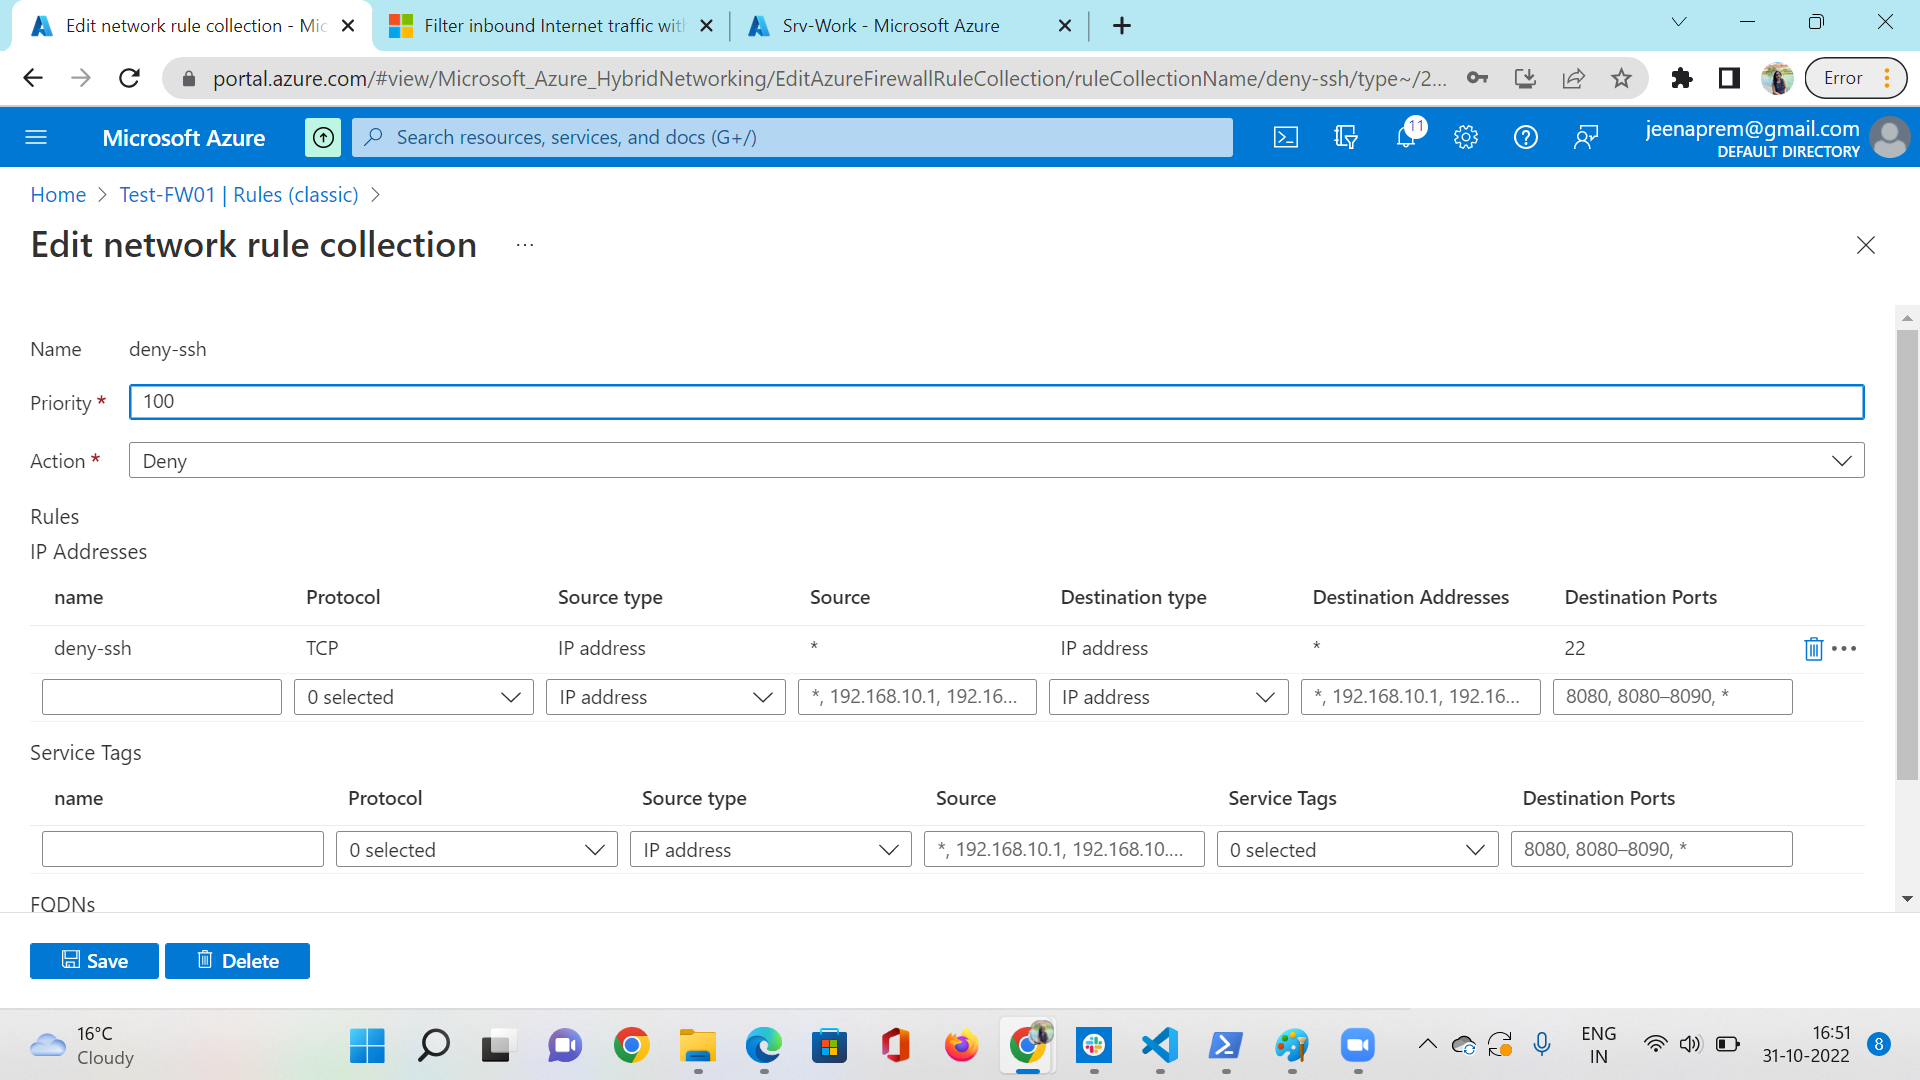 Edit network rule collection - Mic
Filter inbound Internet traffic with
Srv-Work - Microsoft Azure
portal.azure.com/#view/Microsoft_Azure_HybridNetworking/EditAzureFirewallRuleCollection/ruleCollectionName/deny-ssh/type~/2...
Error
Microsoft Azure
Search resources, services, and docs (G+/)
11
jeenaprem@gmail.com
DEFAULT DIRECTORY
Home > Test-FW01 | Rules (classic) >
Edit network rule collection ...
Name deny-ssh
Priority * 100
Action * Deny
Rules
IP Addresses
name Protocol Source type Source Destination type Destination Addresses Destination Ports
deny-ssh TCP IP address * IP address * 22
0 selected IP address *, 192.168.10.1, 192.16... IP address *, 192.168.10.1, 192.16... 8080, 8080–8090, *
Service Tags
name Protocol Source type Source Service Tags Destination Ports
0 selected IP address *, 192.168.10.1, 192.168.10.... 0 selected 8080, 8080–8090, *
FQDNs
Save Delete
16°C
Cloudy
ENG
IN
16:51
31-10-2022
8